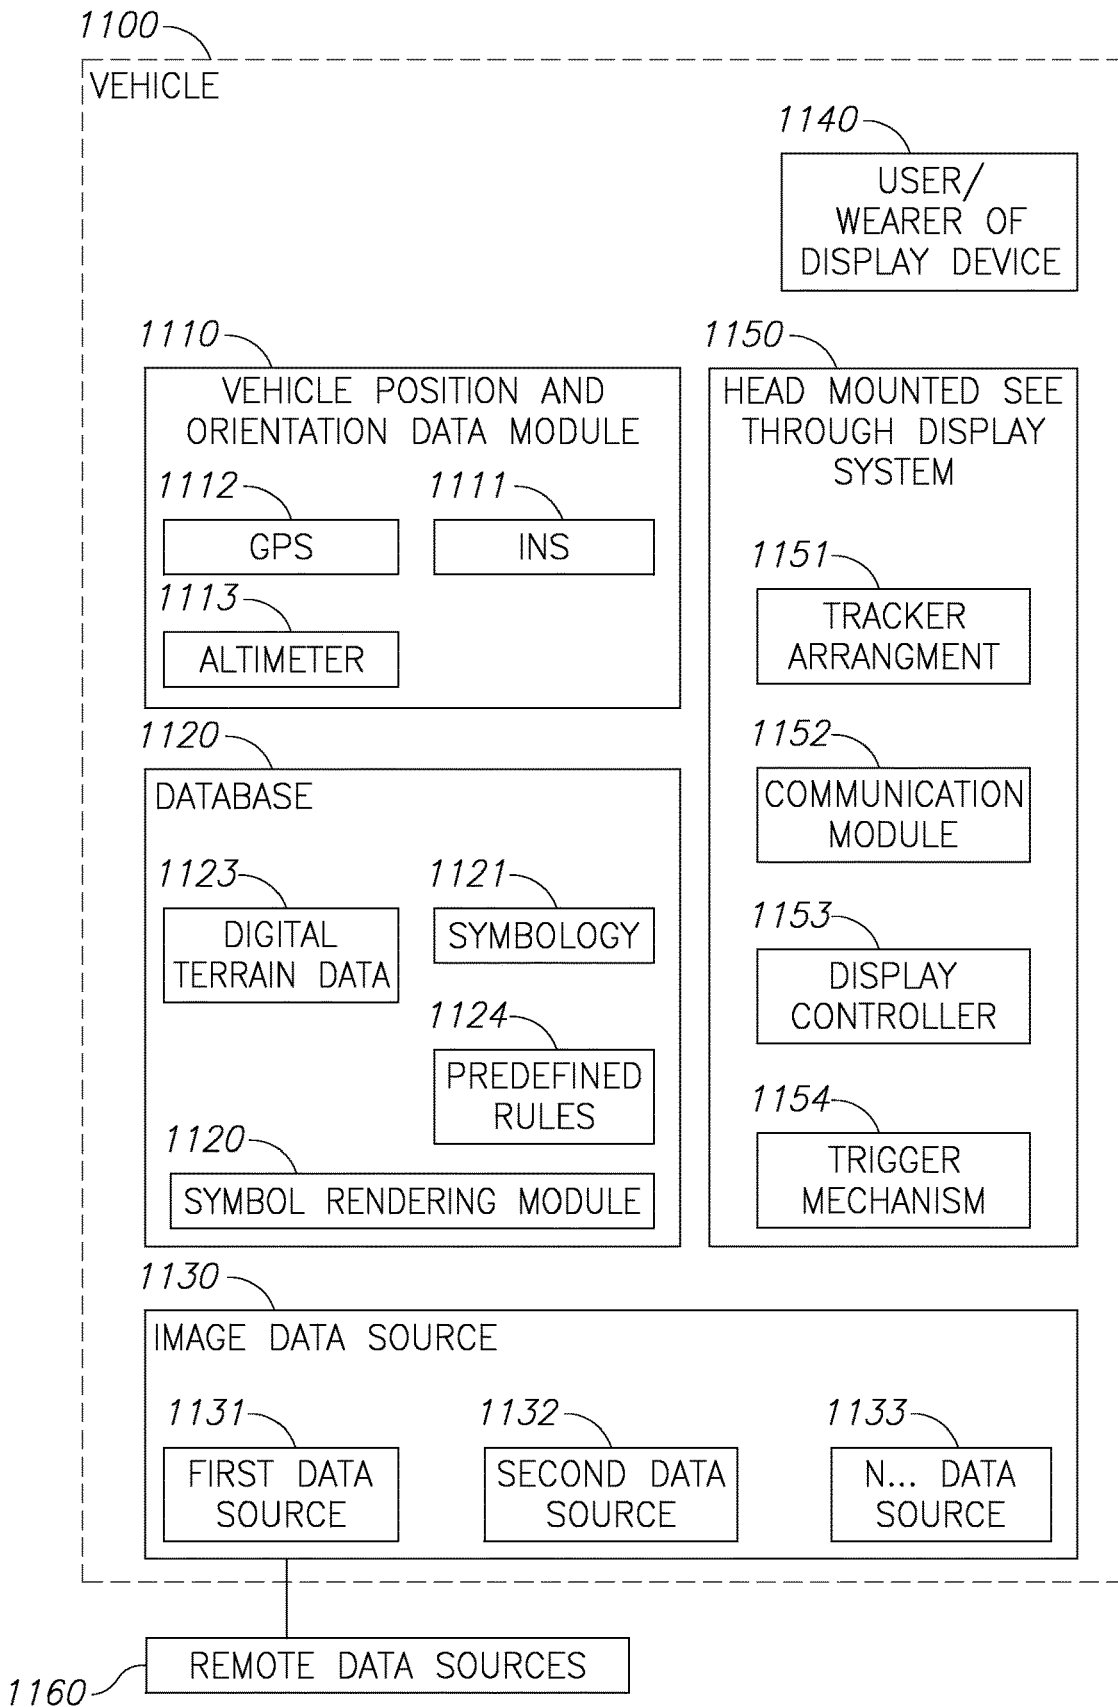 1100
VEHICLE
1140
USER/
WEARER OF
DISPLAY DEVICE
1110
VEHICLE POSITION AND
ORIENTATION DATA MODULE
1112
GPS
1111
INS
1113
ALTIMETER
1150
HEAD MOUNTED SEE
THROUGH DISPLAY
SYSTEM
1151
TRACKER
ARRANGMENT
1152
COMMUNICATION
MODULE
1153
DISPLAY
CONTROLLER
1154
TRIGGER
MECHANISM
1120
DATABASE
1123
DIGITAL
TERRAIN DATA
1121
SYMBOLOGY
1124
PREDEFINED
RULES
1120
SYMBOL RENDERING MODULE
1130
IMAGE DATA SOURCE
1131
FIRST DATA
SOURCE
1132
SECOND DATA
SOURCE
1133
N... DATA
SOURCE
REMOTE DATA SOURCES
1160